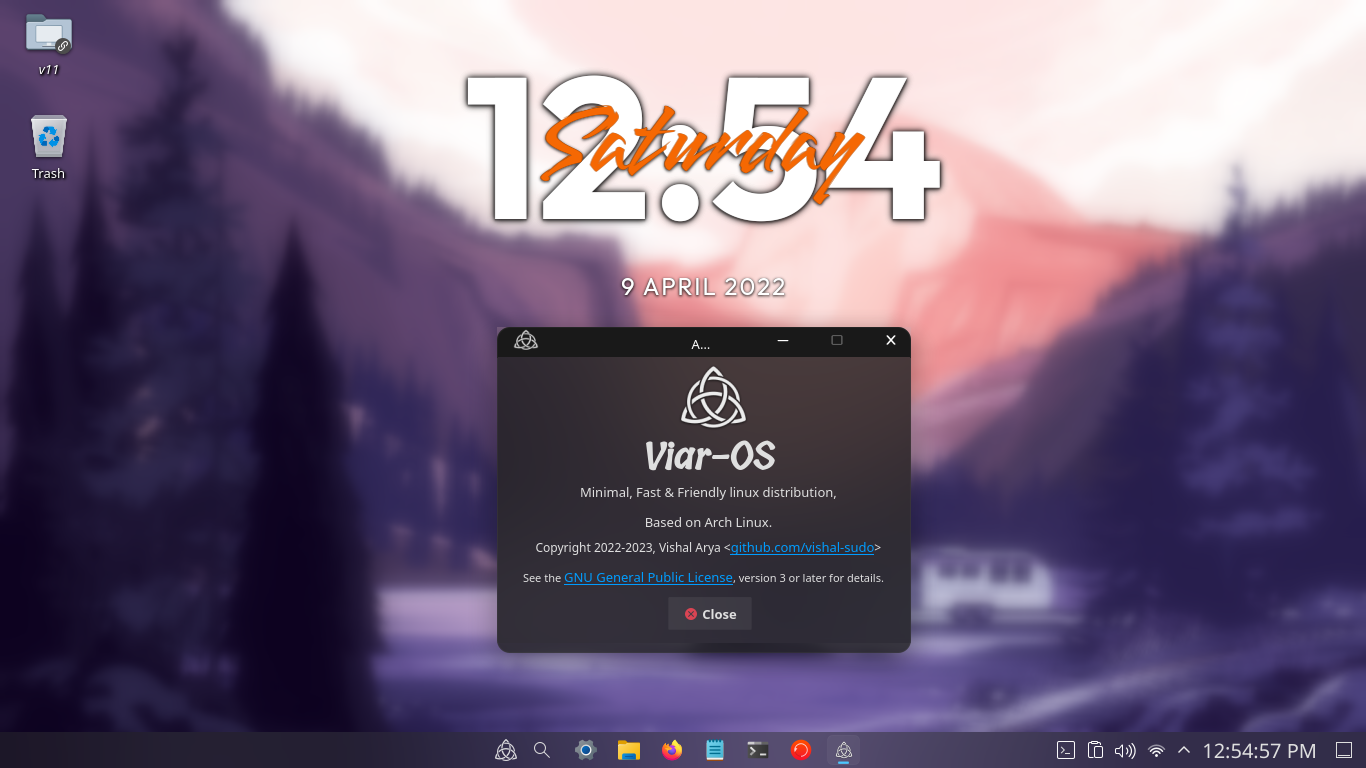 v11
Trash
12:54
Saturday
9 APRIL 2022
A...
Viar-OS
Minimal, Fast & Friendly linux distribution,
Based on Arch Linux.
Copyright 2022-2023, Vishal Arya <github.com/vishal-sudo>
See the GNU General Public License, version 3 or later for details.
Close
12:54:57 PM